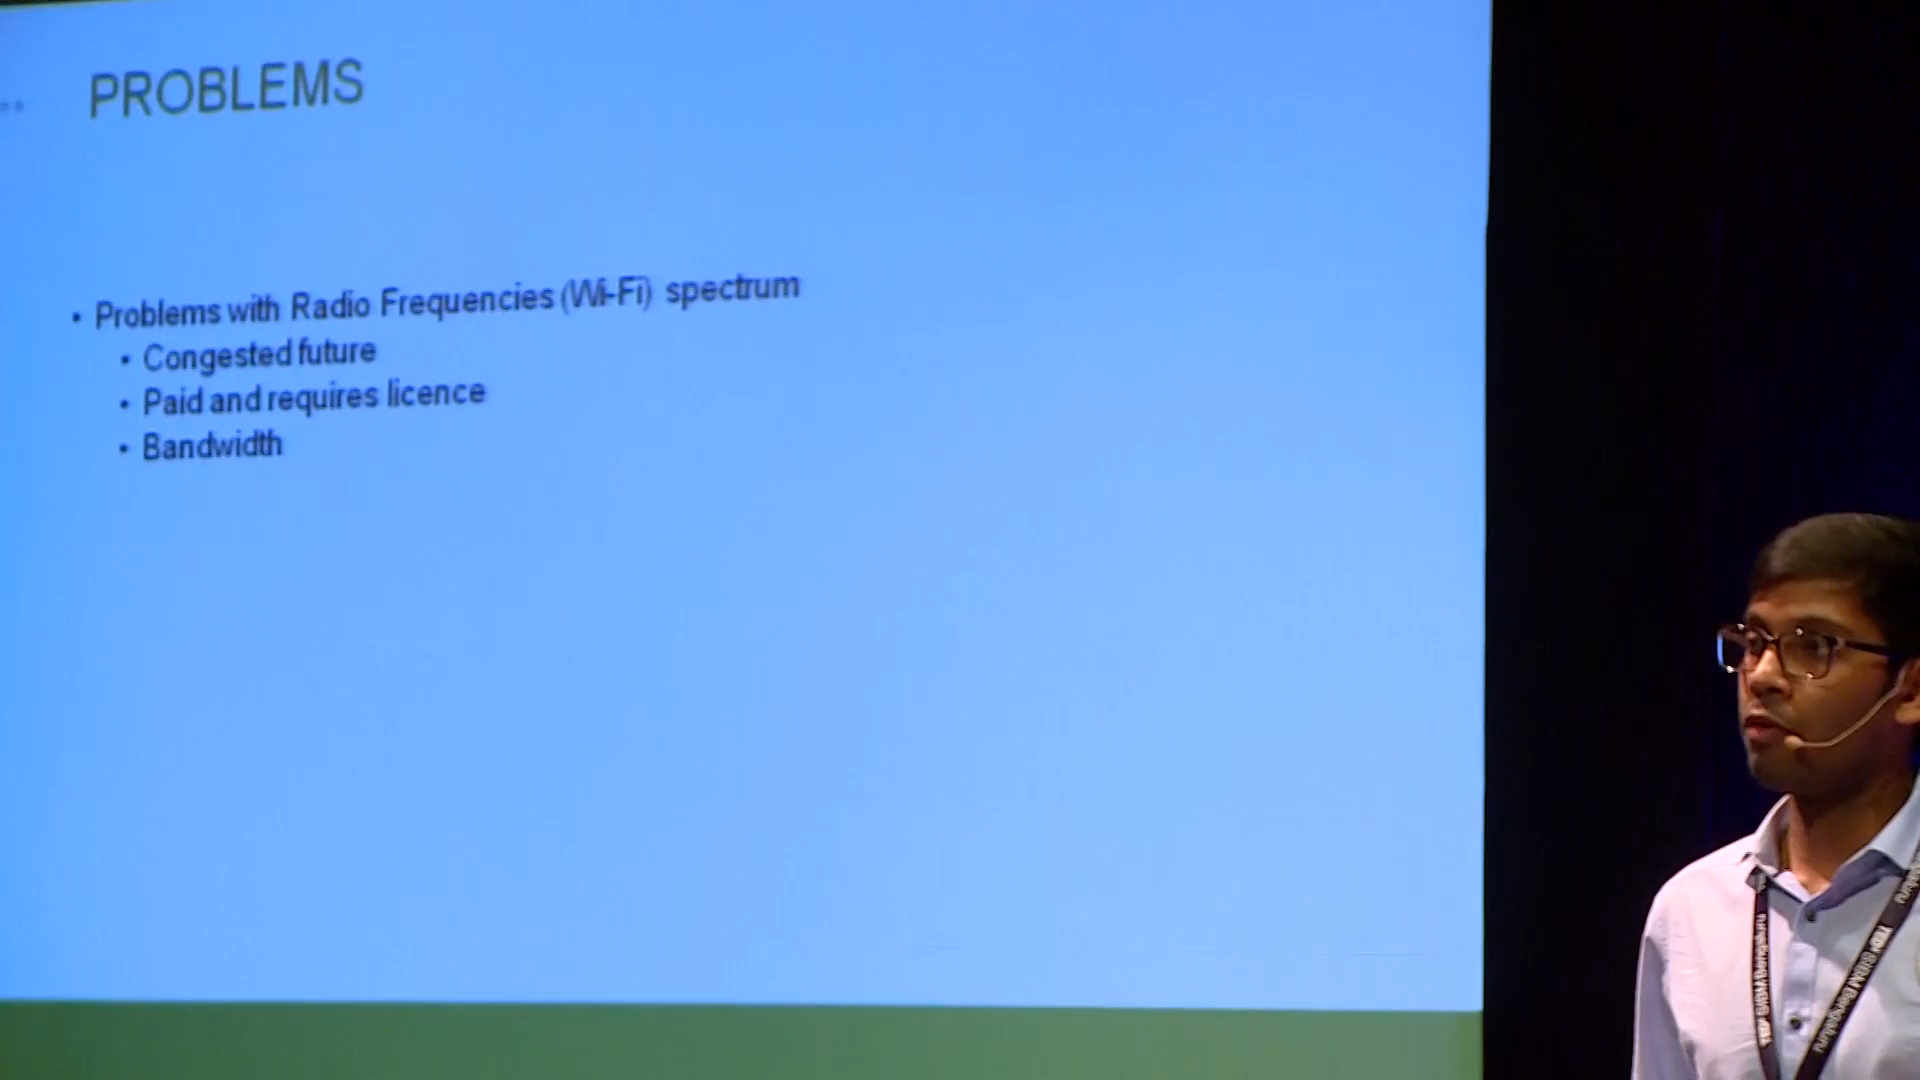 PROBLEMS
• Problems with Radio Frequencies (Wi-Fi) spectrum
• Congested future
• Paid and requires licence
• Bandwidth